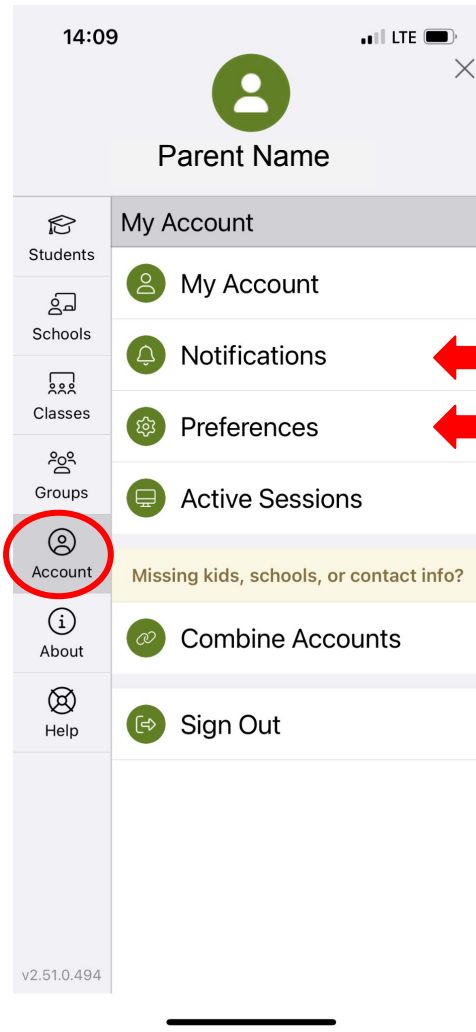 14:09 LTE
Parent Name
Students
Schools
Classes
Groups
Account
About
Help
v2.51.0.494
My Account
My Account
Notifications
Preferences
Active Sessions
Missing kids, schools, or contact info?
Combine Accounts
Sign Out